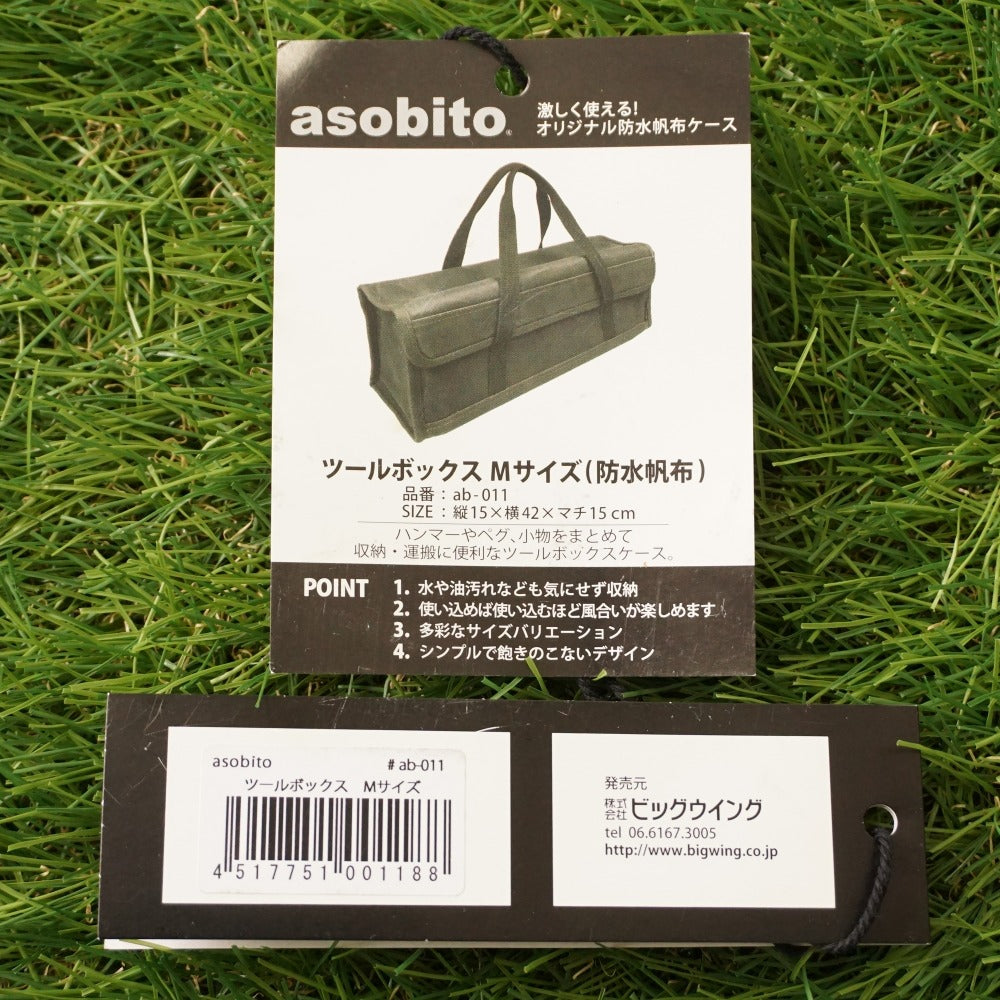 asobito®
激しく使える!
オリジナル防水帆布ケース
ツールボックス Mサイズ(防水帆布)
品番：ab-011
SIZE：縦15×横42×マチ15cm
ハンマーやペグ、小物をまとめて
収納・運搬に便利なツールボックスケース。
POINT
1. 水や油汚れなども気にせず収納
2. 使い込めば使い込むほど風合いが楽しめます
3. 多彩なサイズバリエーション
4. シンプルで飽きのこないデザイン
asobito #ab-011
ツールボックス Mサイズ
4 517751 001188
発売元
株式会社ビッグウイング
tel 06.6167.3005
http://www.bigwing.co.jp